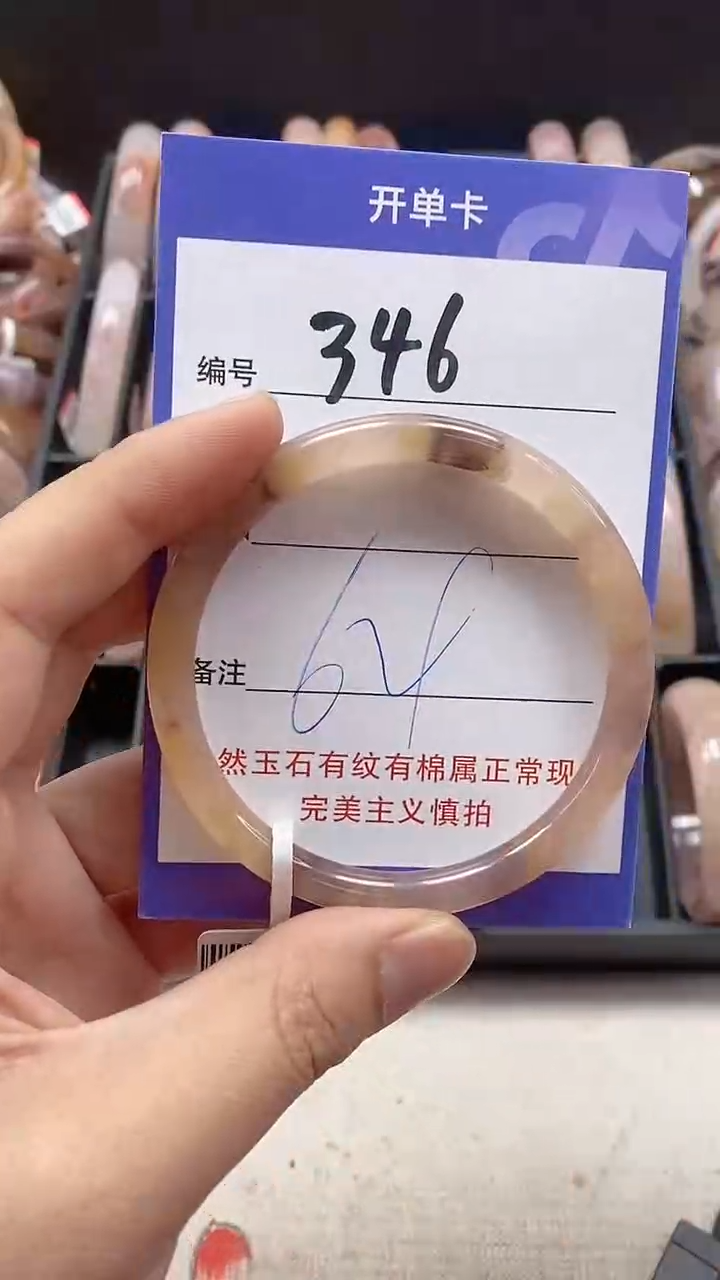 开单卡
编号 346
备注
然玉石有纹有棉属正常现
完美主义慎拍